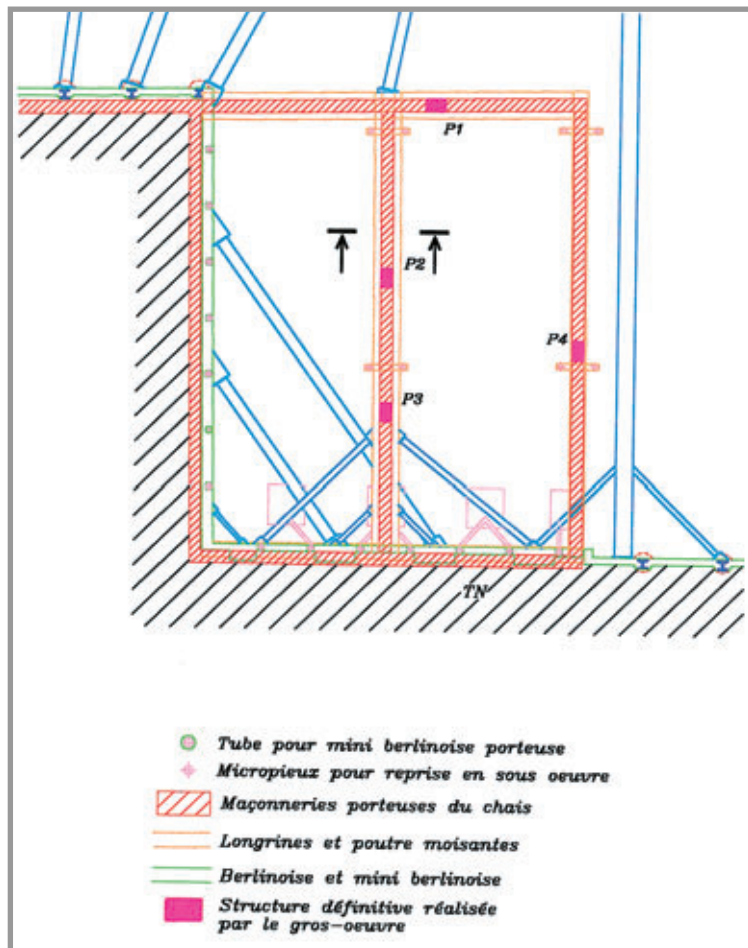 P1
P2
P4
P3
TN
Tube pour mini berlinoise porteuse
Micropieux pour reprise en sous oeuvre
Maçonneries porteuses du chais
Longrines et poutre moisantes
Berlinoise et mini berlinoise
Structure définitive réalisée
par le gros-oeuvre